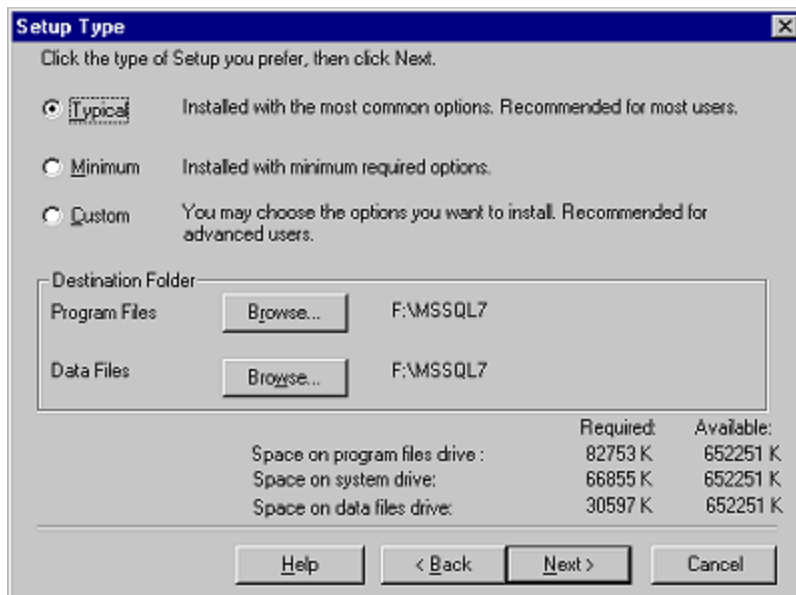 Setup Type
Click the type of Setup you prefer, then click Next.
Typical Installed with the most common options. Recommended for most users.
Minimum Installed with minimum required options.
Custom You may choose the options you want to install. Recommended for
advanced users.
Destination Folder
Program Files Browse... F:\MSSQL7
Data Files Browse... F:\MSSQL7
Required: Available:
Space on program files drive : 82753 K 652251 K
Space on system drive: 66855 K 652251 K
Space on data files drive: 30597 K 652251 K
Help < Back Next > Cancel